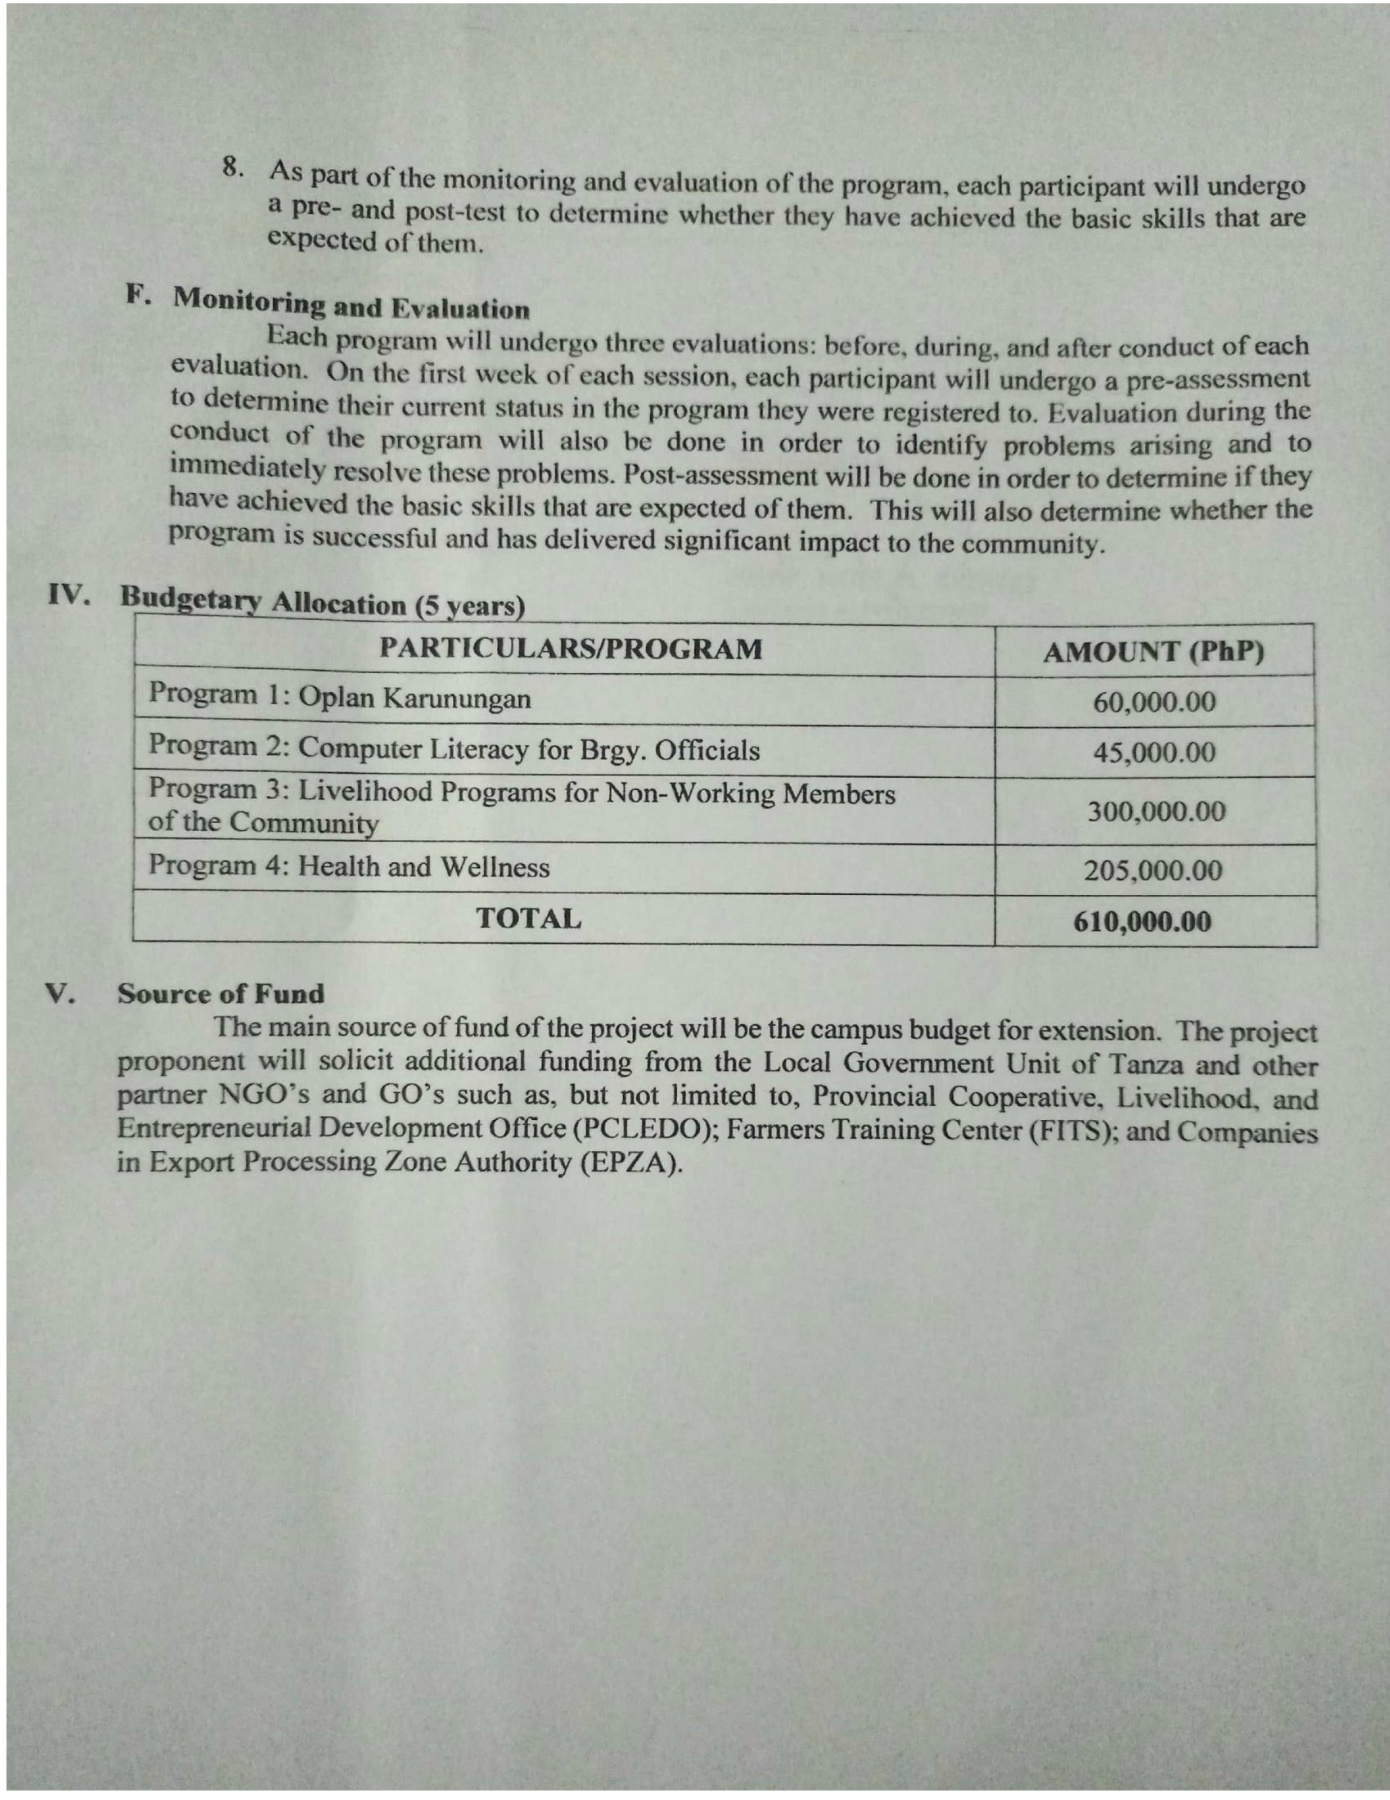 8. As part of the monitoring and evaluation of the program, each participant will undergo
a pre- and post-test to determine whether they have achieved the basic skills that are
expected of them.
F. Monitoring and Evaluation
Each program will undergo three evaluations: before, during, and after conduct of each
evaluation. On the first week of each session, each participant will undergo a pre-assessment
to determine their current status in the program they were registered to. Evaluation during the
conduct of the program will also be done in order to identify problems arising and to
immediately resolve these problems. Post-assessment will be done in order to determine if they
have achieved the basic skills that are expected of them. This will also determine whether the
program is successful and has delivered significant impact to the community.
IV. Budgetary Allocation (5 years)
PARTICULARS/PROGRAM AMOUNT (PhP)
Program 1: Oplan Karunungan 60,000.00
Program 2: Computer Literacy for Brgy. Officials 45,000.00
Program 3: Livelihood Programs for Non-Working Members
of the Community 300,000.00
Program 4: Health and Wellness 205,000.00
TOTAL 610,000.00
V. Source of Fund
The main source of fund of the project will be the campus budget for extension. The project
proponent will solicit additional funding from the Local Government Unit of Tanza and other
partner NGO's and GO's such as, but not limited to, Provincial Cooperative, Livelihood, and
Entrepreneurial Development Office (PCLEDO); Farmers Training Center (FITS); and Companies
in Export Processing Zone Authority (EPZA).